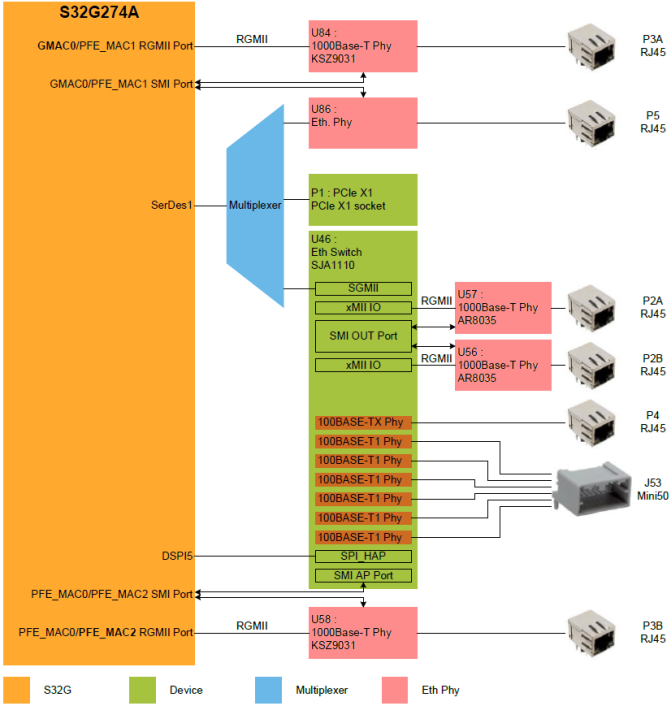 S32G274A
GMAC0/PFE_MAC1 RGMII Port
RGMII
U84 :
1000Base-T Phy
KSZ9031
P3A
RJ45
GMAC0/PFE_MAC1 SMI Port
U86 :
Eth. Phy
P5
RJ45
SerDes1
Multiplexer
P1 : PCIe X1
PCIe X1 socket
U46 :
Eth Switch
SJA1110
SGMII
xMII IO
RGMII
U57 :
1000Base-T Phy
AR8035
P2A
RJ45
SMI OUT Port
xMII IO
RGMII
U56 :
1000Base-T Phy
AR8035
P2B
RJ45
100BASE-TX Phy
P4
RJ45
100BASE-T1 Phy
100BASE-T1 Phy
100BASE-T1 Phy
100BASE-T1 Phy
100BASE-T1 Phy
100BASE-T1 Phy
J53
Mini50
DSPI5
SPI_HAP
SMI AP Port
PFE_MAC0/PFE_MAC2 SMI Port
PFE_MAC0/PFE_MAC2 RGMII Port
RGMII
U58 :
1000Base-T Phy
KSZ9031
P3B
RJ45
S32G
Device
Multiplexer
Eth Phy